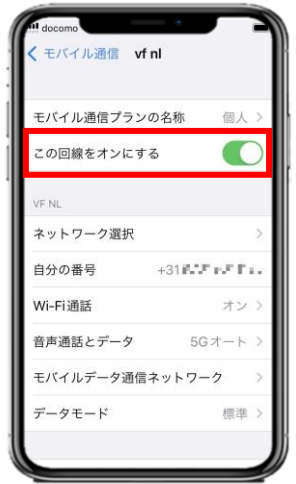 docomo
モバイル通信 vf nl
モバイル通信プランの名称 個人
この回線をオンにする
VF NL
ネットワーク選択
自分の番号 +31
Wi-Fi通話 オン
音声通話とデータ 5Gオート
モバイルデータ通信ネットワーク
データモード 標準